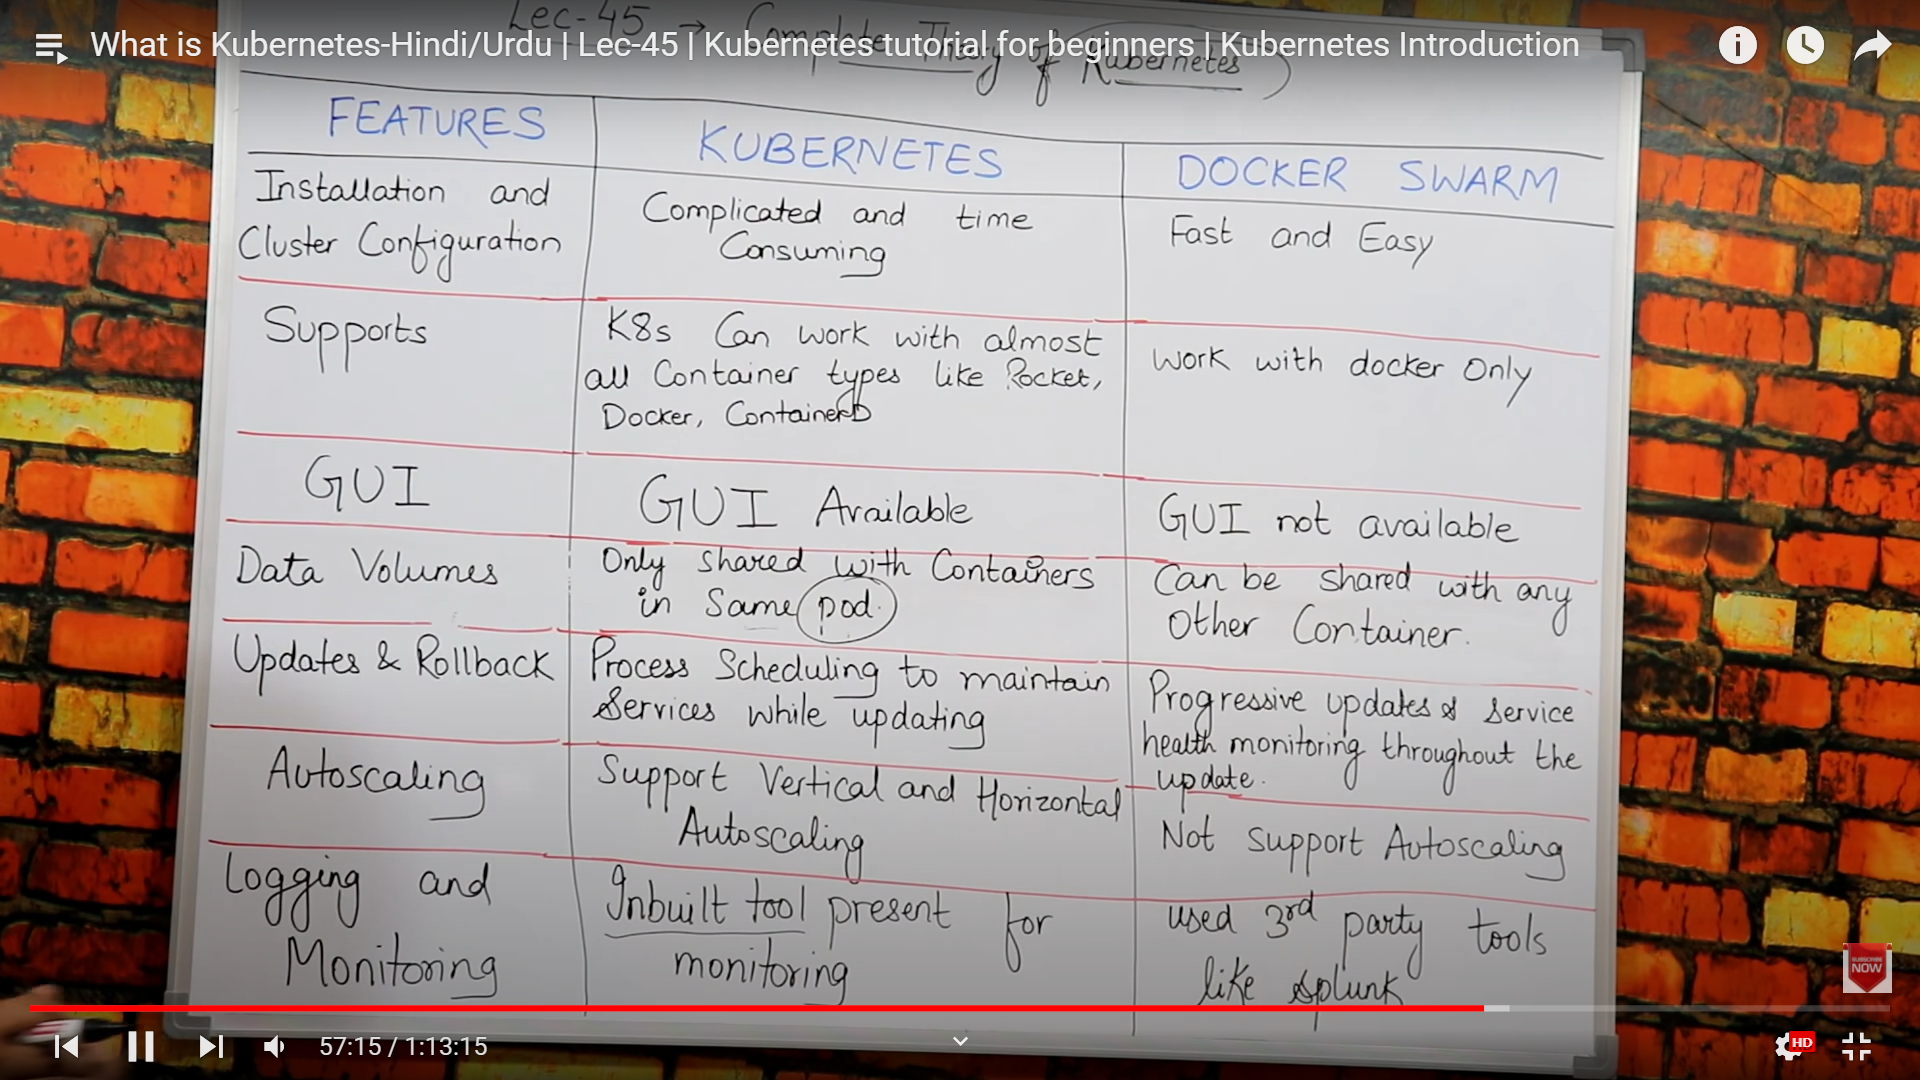 Lec-45 → Complete Theory of Kubernetes)
What is Kubernetes-Hindi/Urdu | Lec-45 | Kubernetes tutorial for beginners | Kubernetes Introduction
FEATURES
KUBERNETES
DOCKER SWARM
Installation and
Cluster Configuration
Complicated and time
Consuming
Fast and Easy
Supports
K8s Can work with almost
all Container types like Rocket,
Docker, ContainerD
Work with docker Only
GUI
GUI Available
GUI not available
Data Volumes
Only shared with Containers
in Same pod.
Can be shared with any
Other Container.
Updates & Rollback
Process Scheduling to maintain
Services while updating
Progressive updates & Service
health monitoring throughout the
update.
Autoscaling
Support Vertical and Horizontal
Autoscaling
Not support Autoscaling
Logging and
Monitoring
Inbuilt tool present for
monitoring
used 3rd party tools
like splunk
SUBSCRIBE
NOW
57:15 / 1:13:15
HD